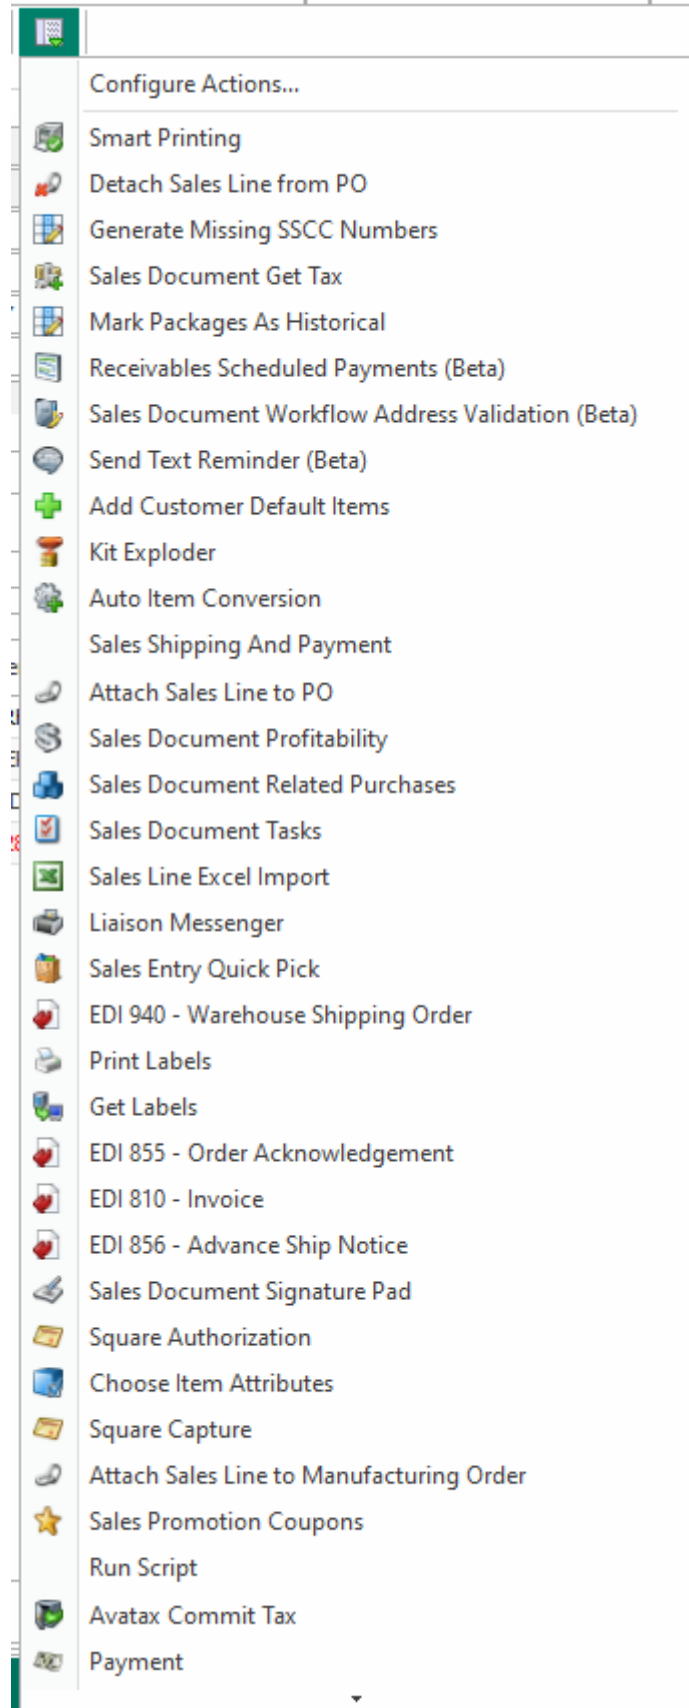 Configure Actions...
Smart Printing
Detach Sales Line from PO
Generate Missing SSCC Numbers
Sales Document Get Tax
Mark Packages As Historical
Receivables Scheduled Payments (Beta)
Sales Document Workflow Address Validation (Beta)
Send Text Reminder (Beta)
Add Customer Default Items
Kit Exploder
Auto Item Conversion
Sales Shipping And Payment
Attach Sales Line to PO
Sales Document Profitability
Sales Document Related Purchases
Sales Document Tasks
Sales Line Excel Import
Liaison Messenger
Sales Entry Quick Pick
EDI 940 - Warehouse Shipping Order
Print Labels
Get Labels
EDI 855 - Order Acknowledgement
EDI 810 - Invoice
EDI 856 - Advance Ship Notice
Sales Document Signature Pad
Square Authorization
Choose Item Attributes
Square Capture
Attach Sales Line to Manufacturing Order
Sales Promotion Coupons
Run Script
Avatax Commit Tax
Payment